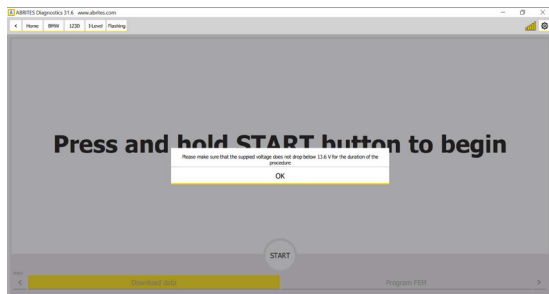 ABRITES Diagnostics 31.6 www.abrites.com
< Home BMW 123D I-Level Flashing
Press and hold START button to begin
Please make sure that the suppied voltage does not drop below 13.6 V for the duration of the
procedure
OK
START
< Download data Program FEM >